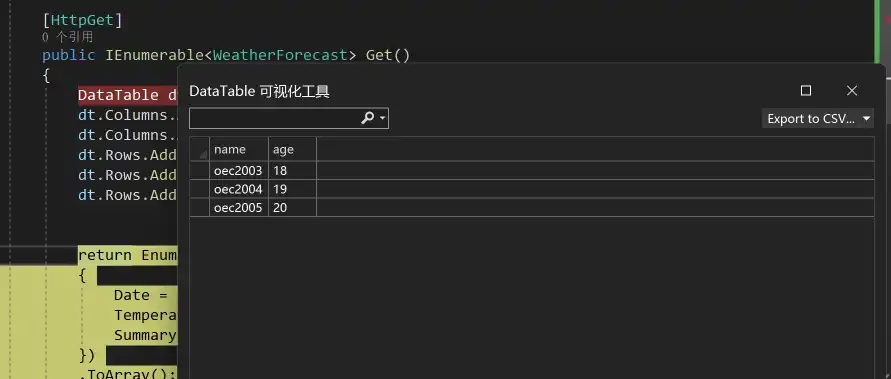 [HttpGet]
0 个引用
public IEnumerable<WeatherForecast> Get()
{
DataTable d
dt.Columns.
dt.Columns.
dt.Rows.Add
dt.Rows.Add
dt.Rows.Add
return Enum
{
Date =
Tempera
Summary
})
.ToArray();
DataTable 可视化工具
Export to CSV...
name age
oec2003 18
oec2004 19
oec2005 20